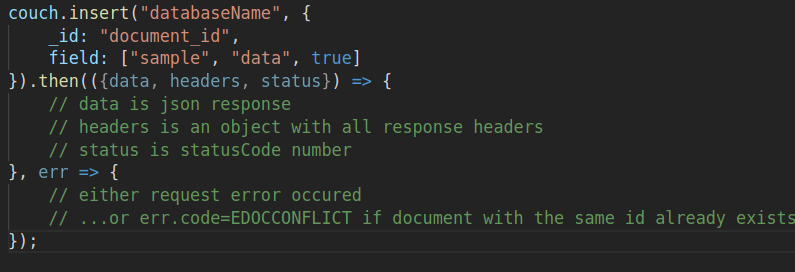 couch.insert("databaseName", {
    _id: "document_id",
    field: ["sample", "data", true]
}).then(({data, headers, status}) => {
    // data is json response
    // headers is an object with all response headers
    // status is statusCode number
}, err => {
    // either request error occured
    // ...or err.code=EDOCCONFLICT if document with the same id already exists
});